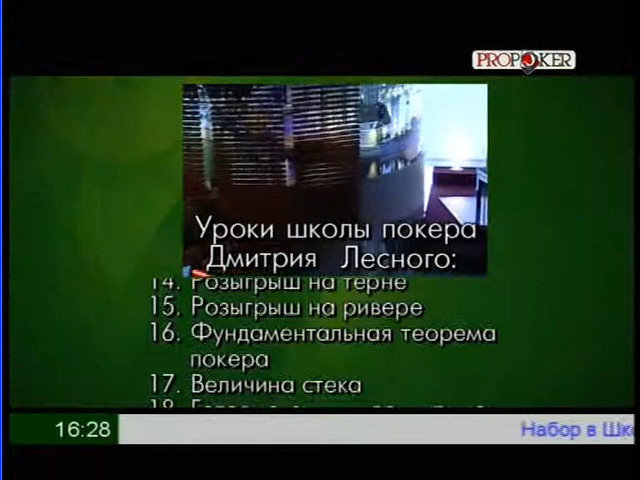 PROPOKER
Уроки школы покера
Дмитрия Лесного:
14. Розыгрыш на терне
15. Розыгрыш на ривере
16. Фундаментальная теорема
покера
17. Величина стека
18.
16:28
Набор в